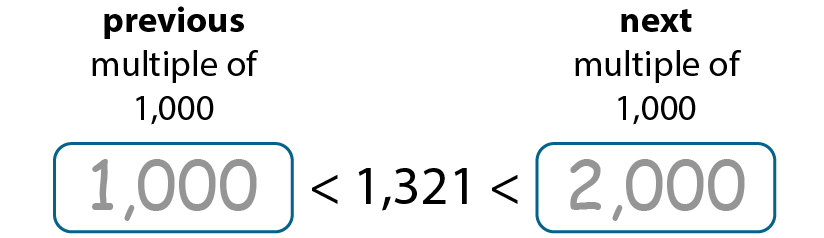 previous
multiple of
1,000
next
multiple of
1,000
1,000 < 1,321 < 2,000